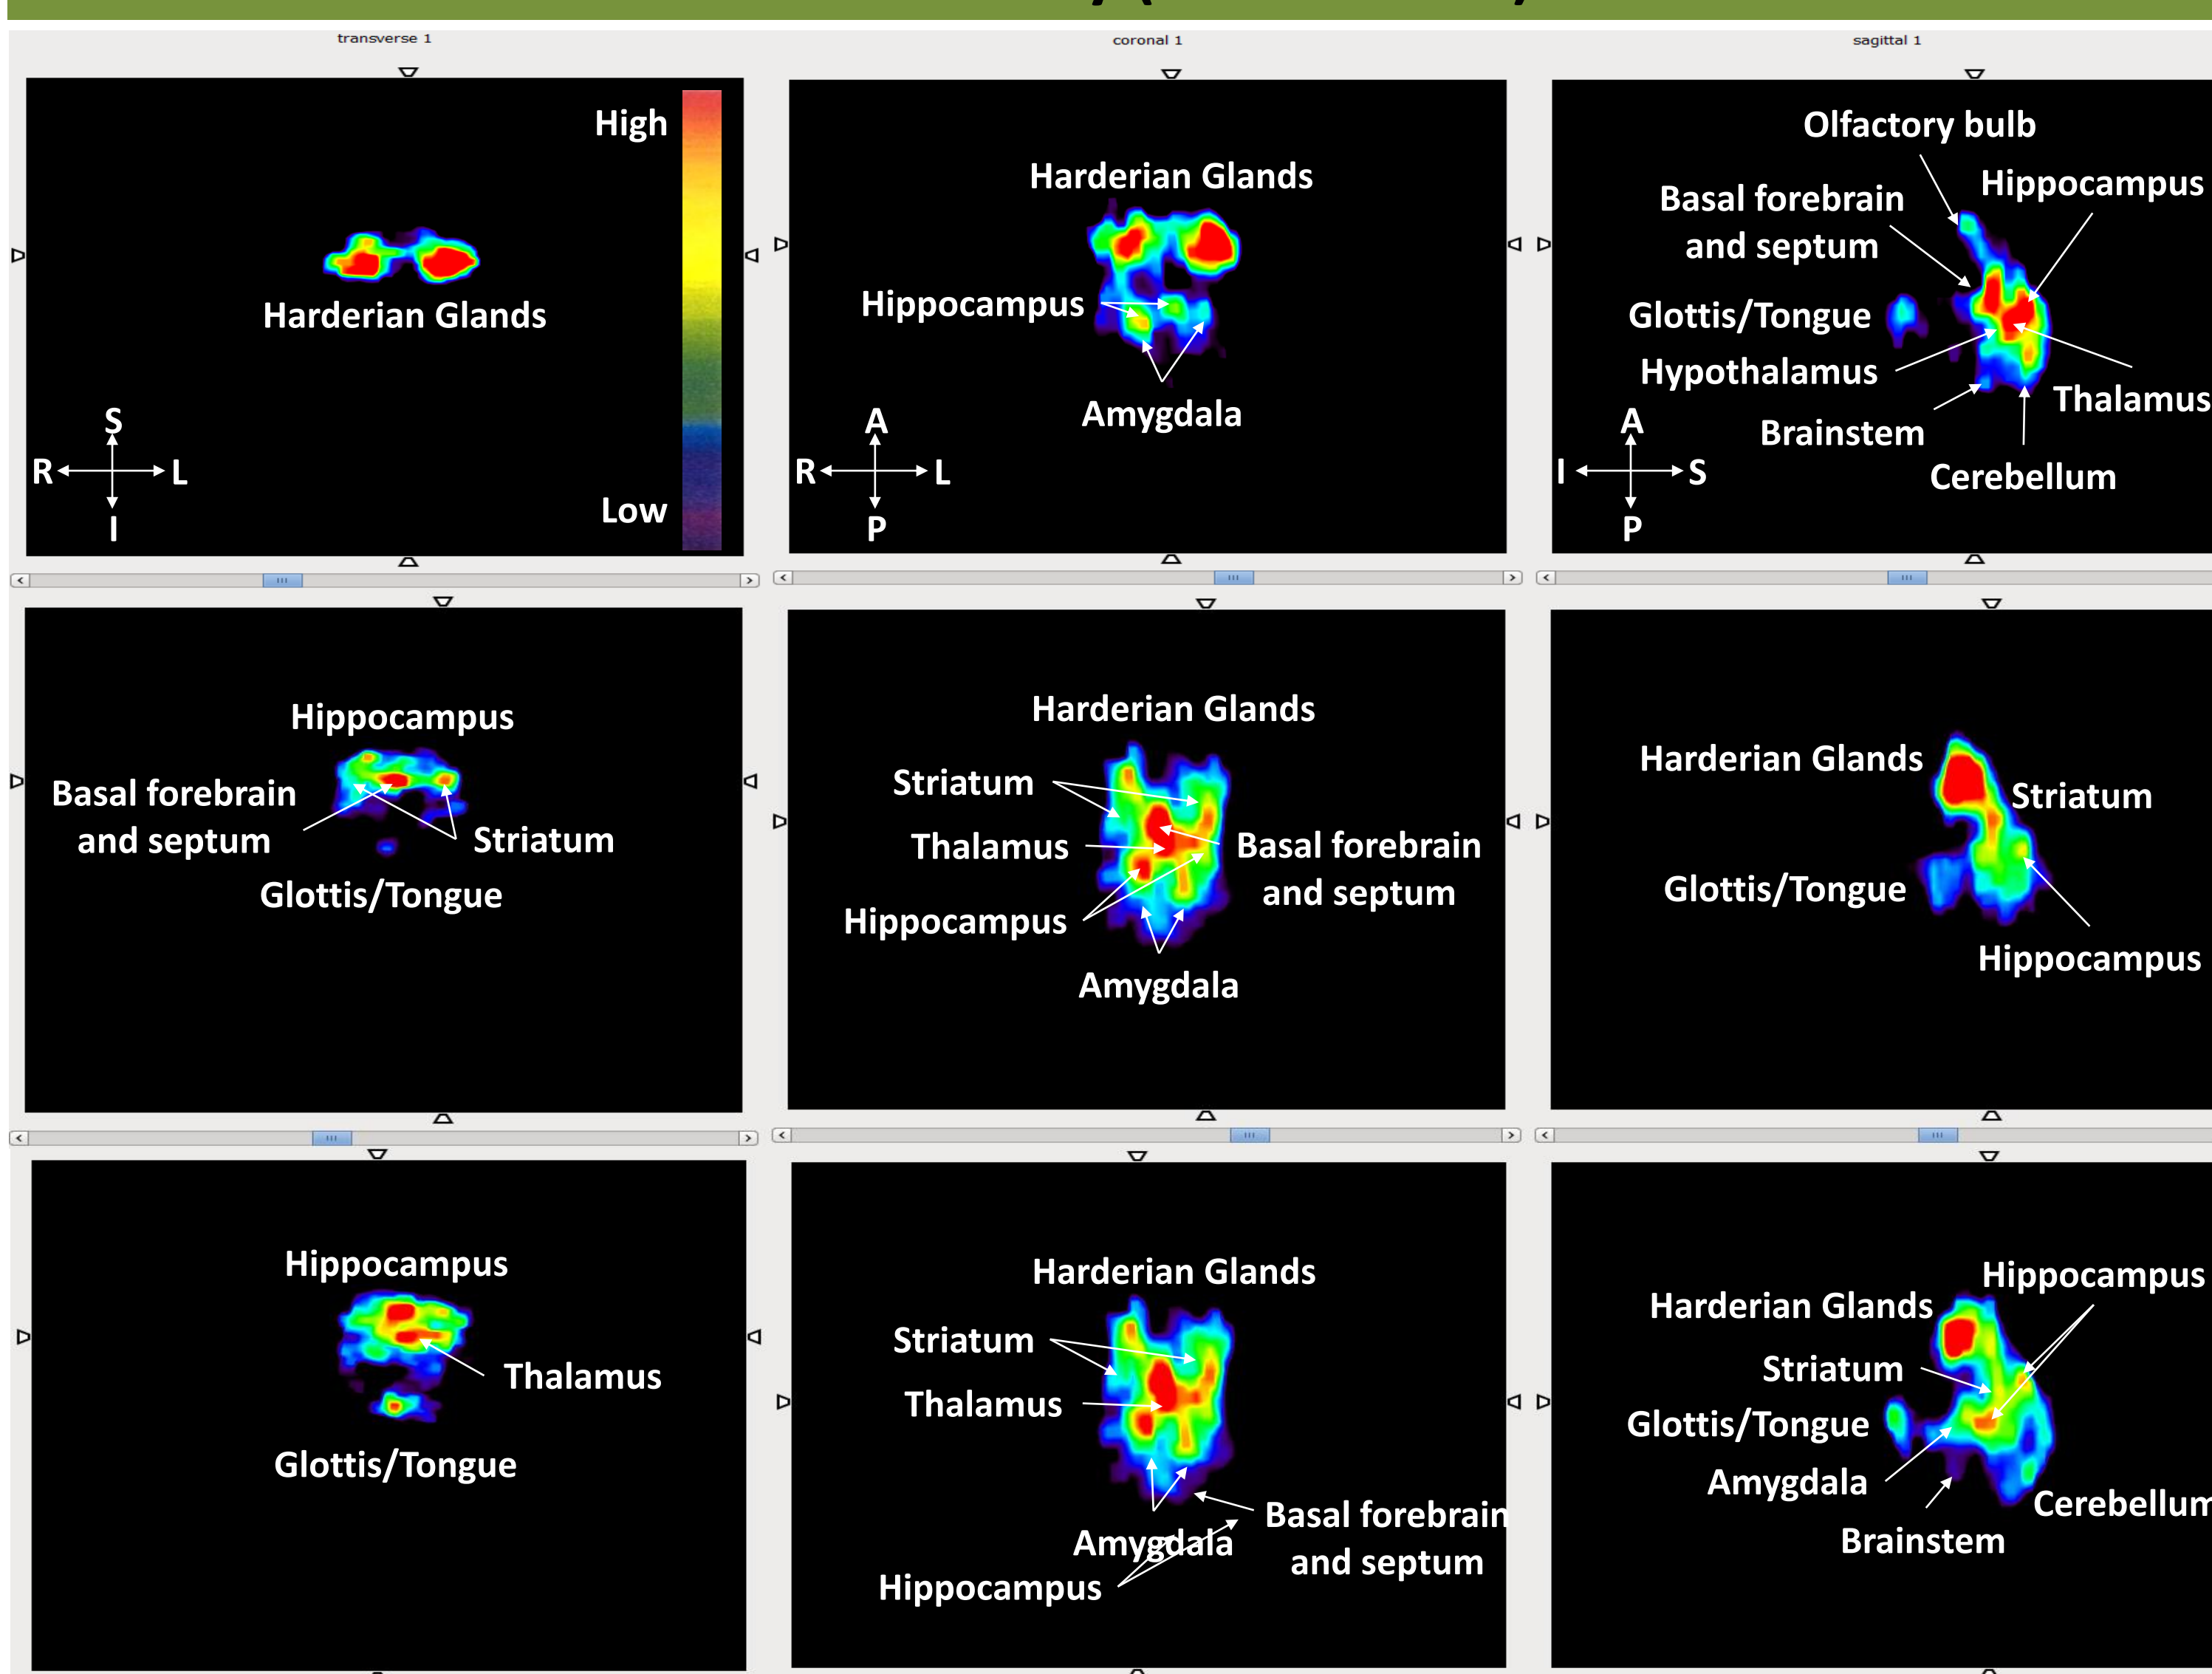 transverse 1
coronal 1
sagittal 1
High
Low
Harderian Glands
S
R
L
I
Harderian Glands
Hippocampus
Amygdala
A
R
L
P
Olfactory bulb
Hippocampus
Basal forebrain
and septum
Glottis/Tongue
Hypothalamus
Thalamus
Brainstem
Cerebellum
A
I
S
P
Hippocampus
Basal forebrain
and septum
Striatum
Glottis/Tongue
Harderian Glands
Striatum
Thalamus
Basal forebrain
and septum
Hippocampus
Amygdala
Harderian Glands
Striatum
Glottis/Tongue
Hippocampus
Hippocampus
Thalamus
Glottis/Tongue
Harderian Glands
Striatum
Thalamus
Basal forebrain
and septum
Amygdala
Hippocampus
Hippocampus
Harderian Glands
Striatum
Glottis/Tongue
Amygdala
Cerebellum
Brainstem